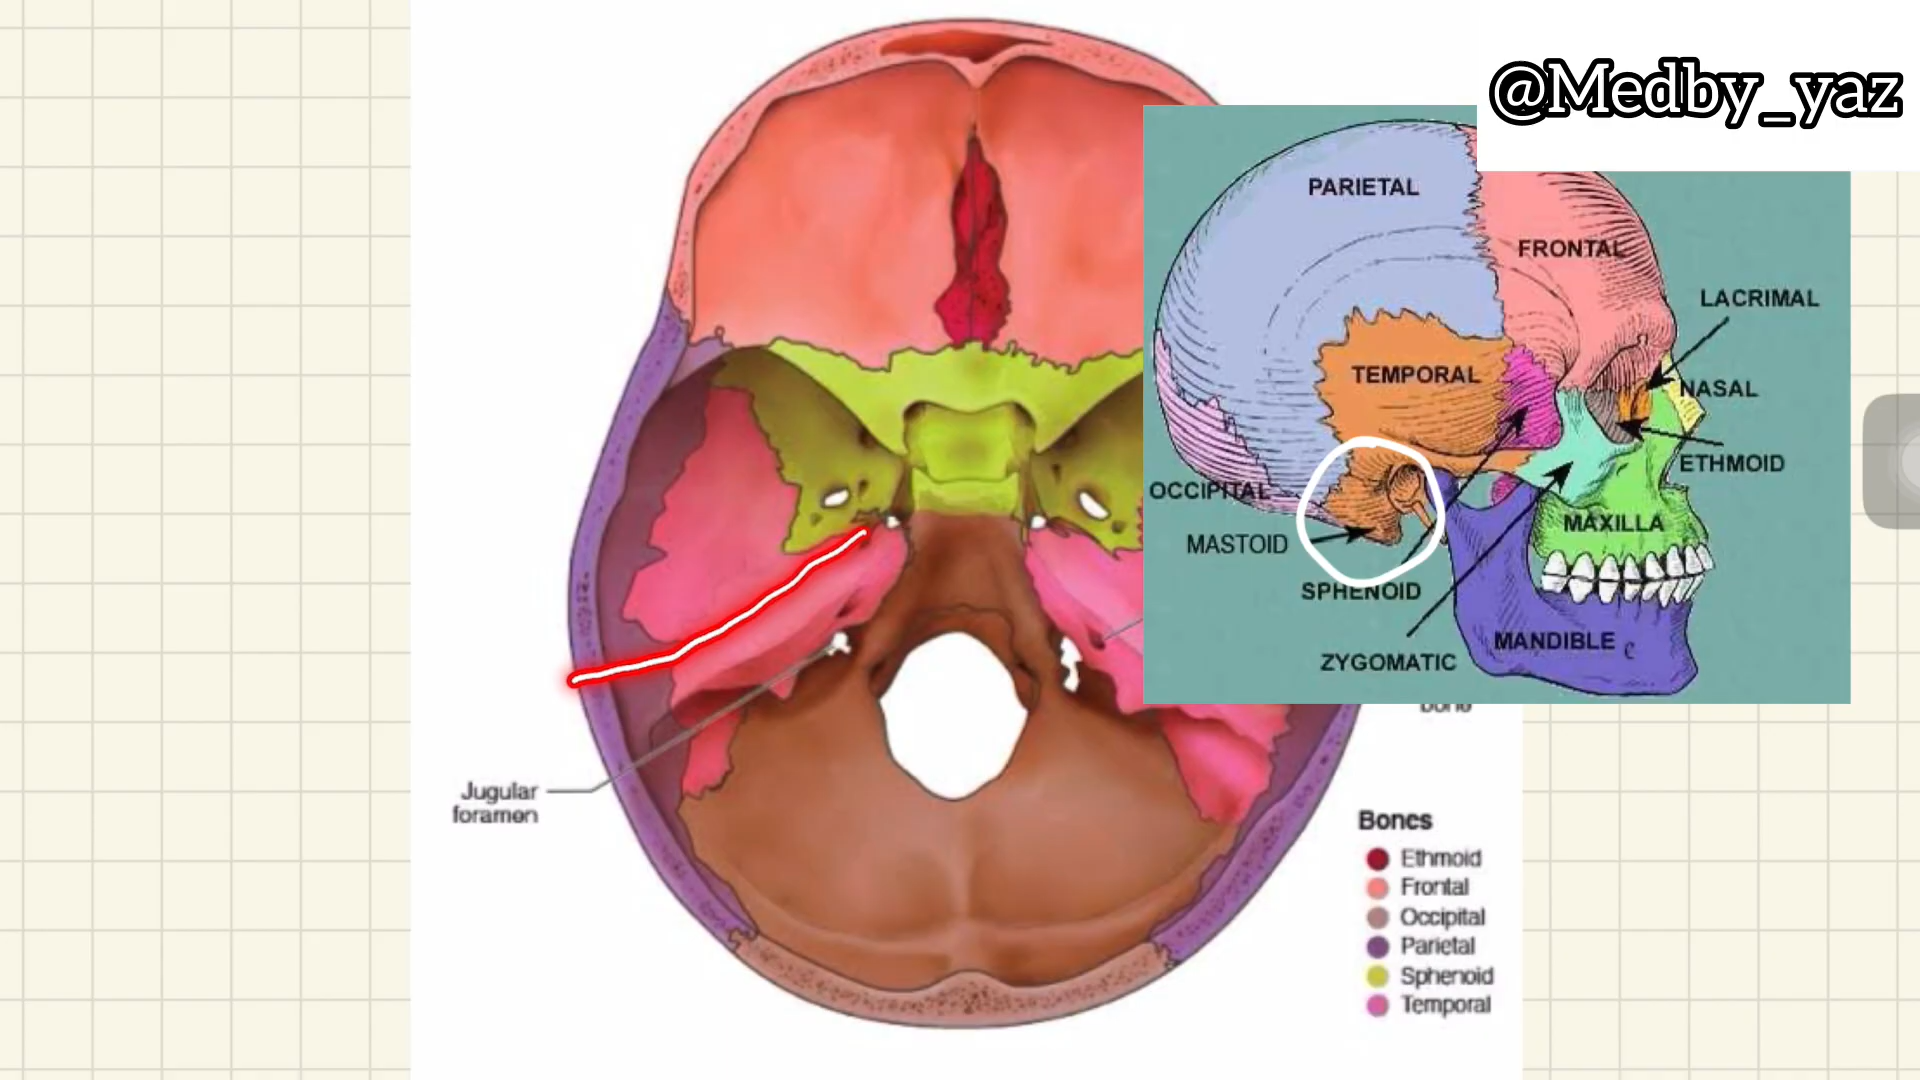 @Medby_yaz
PARIETAL
FRONTAL
LACRIMAL
TEMPORAL
NASAL
ETHMOID
OCCIPITAL
MAXILLA
MASTOID
SPHENOID
MANDIBLE
ZYGOMATIC
bone
Jugular
foramen
Bones
Ethmoid
Frontal
Occipital
Parietal
Sphenoid
Temporal